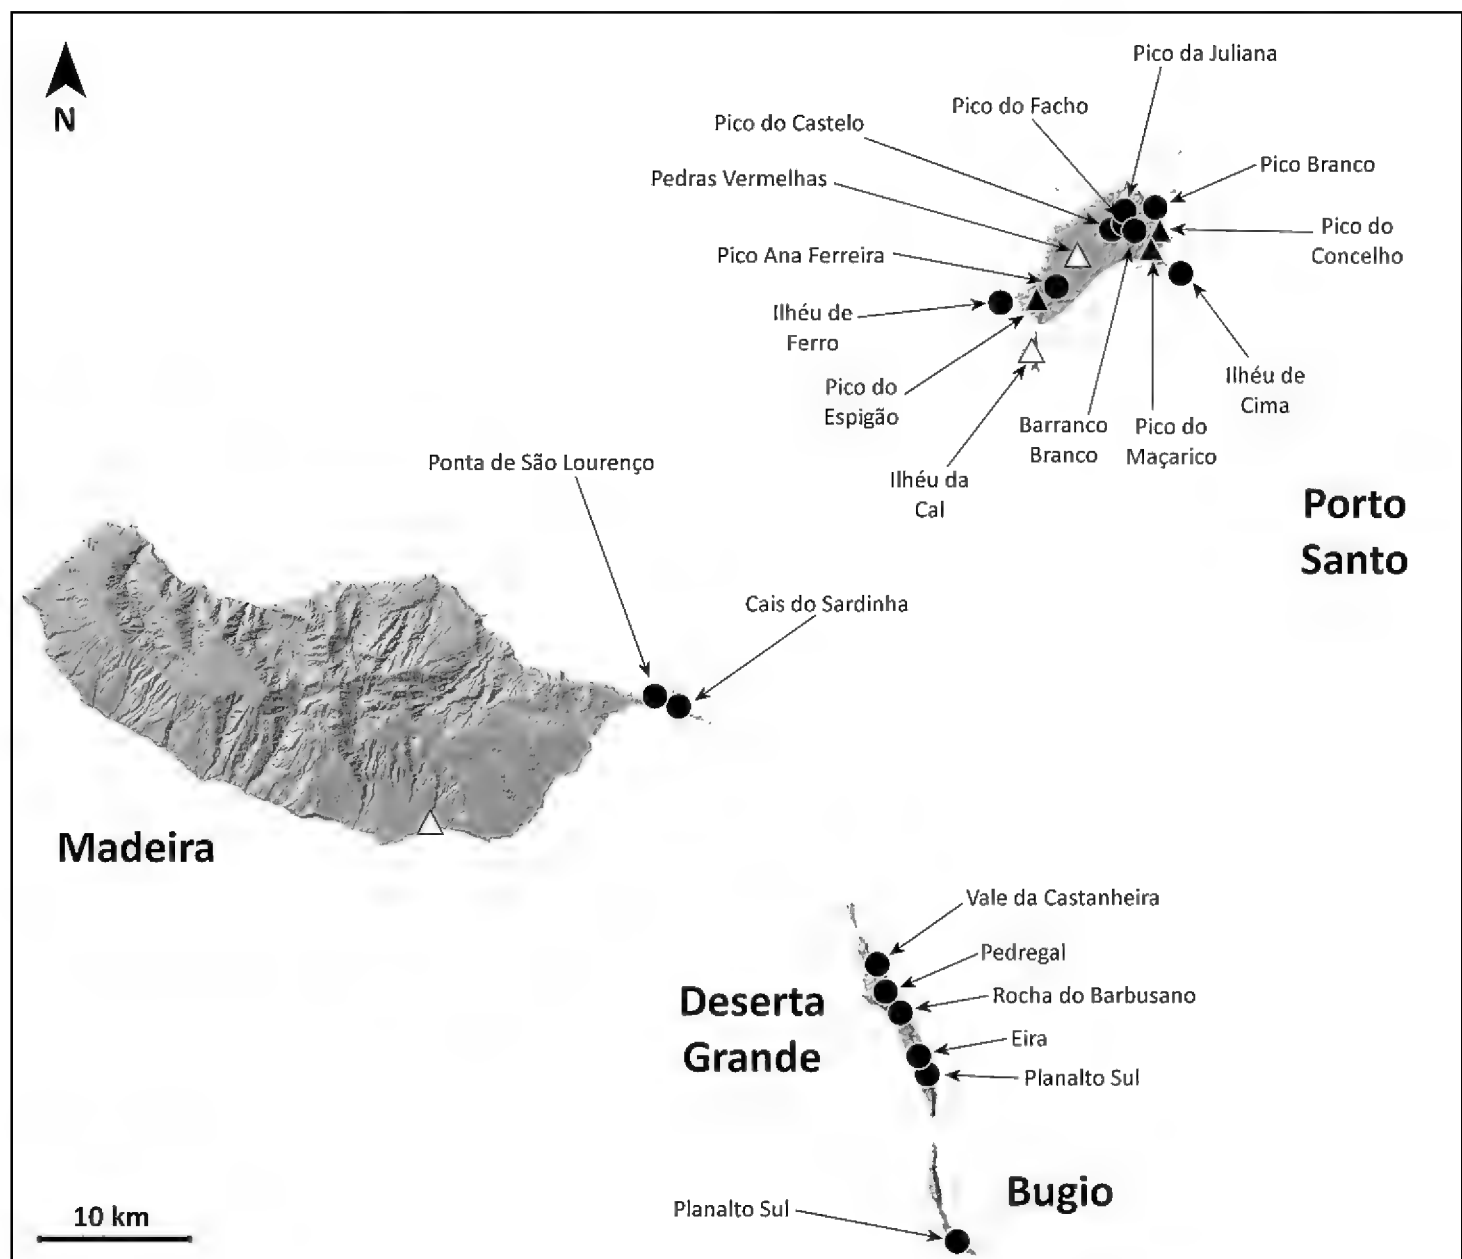 N
Pico da Juliana
Pico do Facho
Pico do Castelo
Pico Branco
Pedras Vermelhas
Pico do
Concelho
Pico Ana Ferreira
Ilhéu de
Ferro
Ilhéu de
Cima
Pico do
Espigão
Barranco
Branco
Pico do
Maçarico
Ilhéu da
Cal
Porto
Santo
Ponta de São Lourenço
Cais do Sardinha
Madeira
Vale da Castanheira
Pedregal
Rocha do Barbusano
Deserta
Grande
Eira
Planalto Sul
Bugio
Planalto Sul
10 km